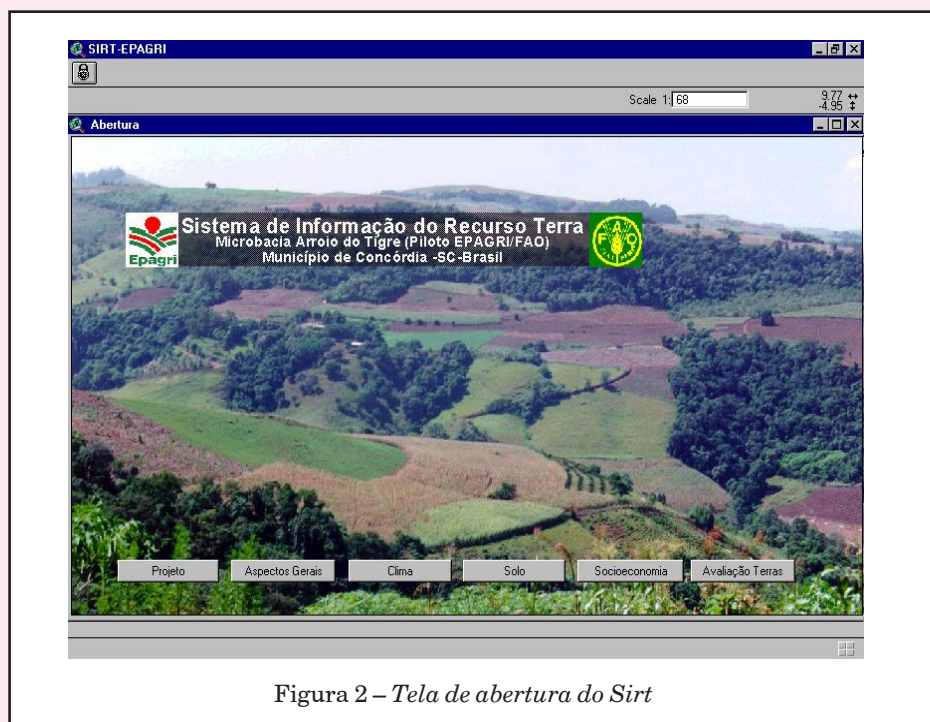 SIRT-EPAGRI
Scale 1: 68
9.77
-4.95
Abertura
Sistema de Informação do Recurso Terra
Microbacia Arroio do Tigre (Piloto EPAGRI/FAO)
Município de Concórdia -SC-Brasil
Epagri
F A O
Projeto
Aspectos Gerais
Clima
Solo
Socioeconomia
Avaliação Terras
Figura 2 – Tela de abertura do Sirt